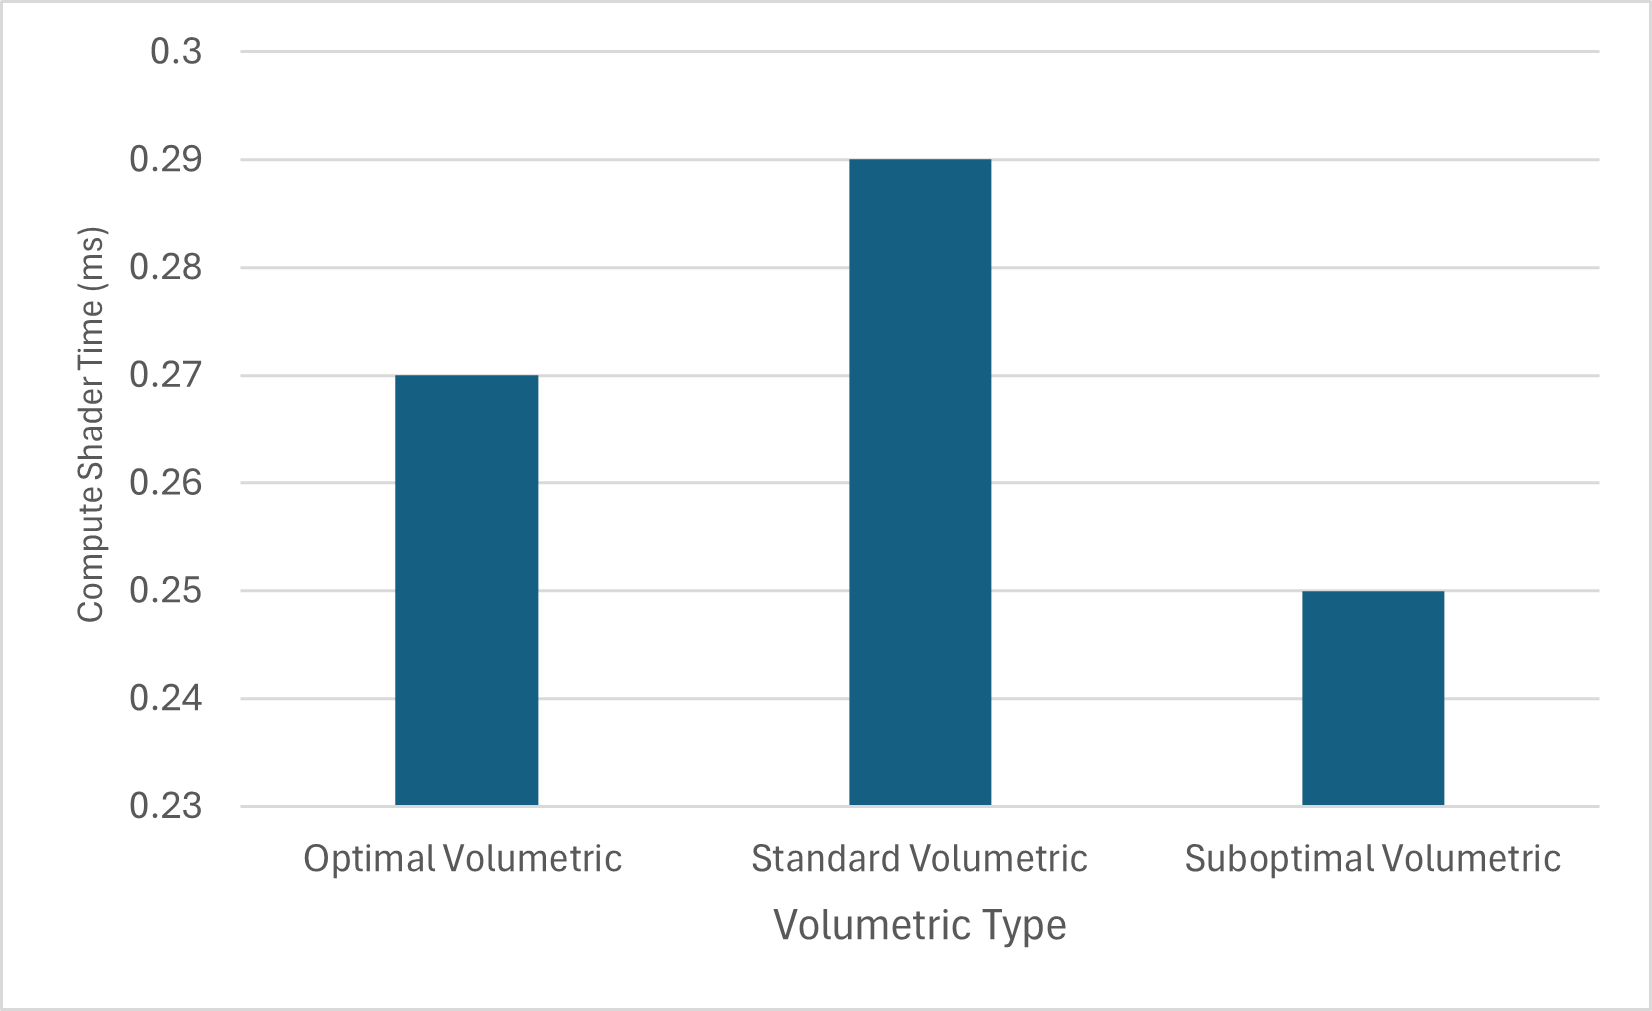 0.3
0.29
0.28
0.27
0.26
0.25
0.24
0.23
Compute Shader Time (ms)
Optimal Volumetric
Standard Volumetric
Suboptimal Volumetric
Volumetric Type